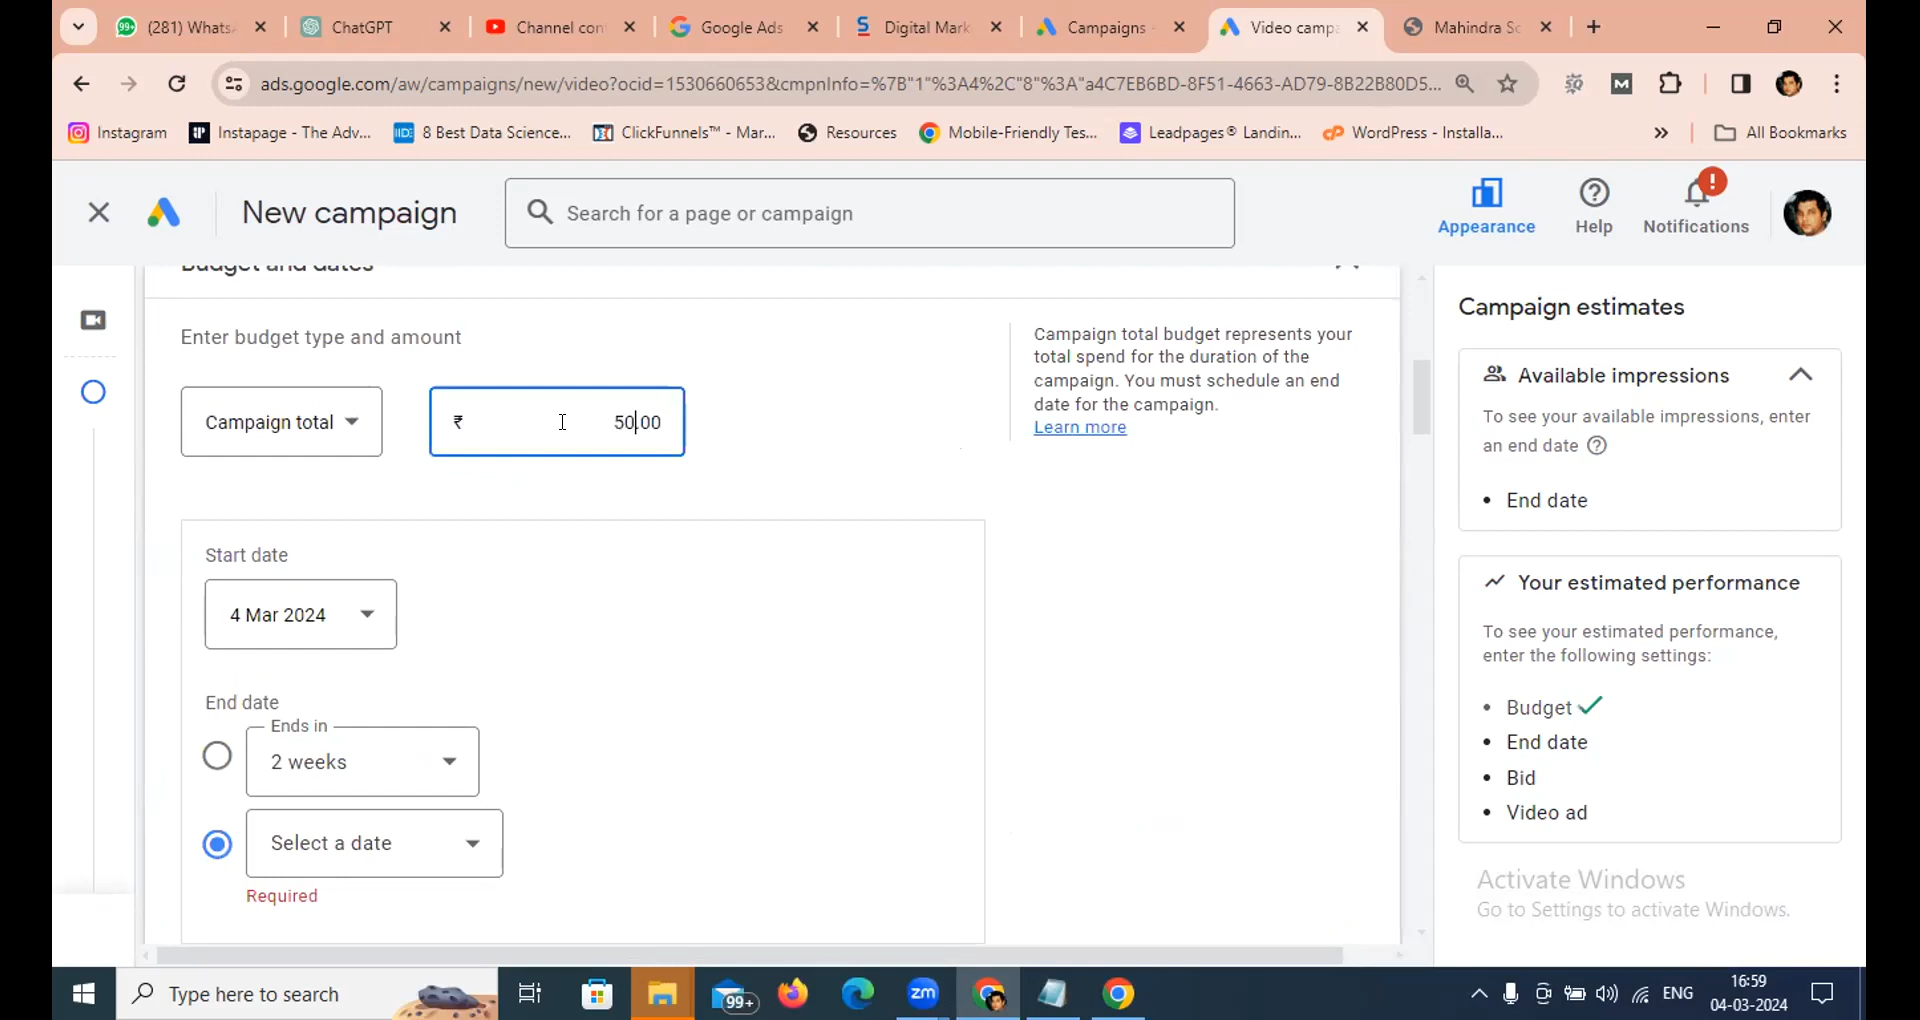 (281) WhatsA
ChatGPT
Channel con
Google Ads
Digital Mark
Campaigns -
Video campa
Mahindra Sc
ads.google.com/aw/campaigns/new/video?ocid=1530660653&cmpnInfo=%7B"1"%3A4%2C"8"%3A"a4C7EB6BD-8F51-4663-AD79-8B22B80D5...
Instagram
Instapage - The Adv...
8 Best Data Science...
ClickFunnels™ - Mar...
Resources
Mobile-Friendly Tes...
Leadpages® Landin...
WordPress - Installa...
All Bookmarks
New campaign
Search for a page or campaign
Appearance
Help
Notifications
Budget and dates
Enter budget type and amount
Campaign total
₹ 50.00
Campaign total budget represents your
total spend for the duration of the
campaign. You must schedule an end
date for the campaign.
Learn more
Start date
4 Mar 2024
End date
Ends in
2 weeks
Select a date
Required
Campaign estimates
Available impressions
To see your available impressions, enter
an end date
• End date
Your estimated performance
To see your estimated performance,
enter the following settings:
• Budget
• End date
• Bid
• Video ad
Activate Windows
Go to Settings to activate Windows.
Type here to search
99+
zm
ENG
16:59
04-03-2024